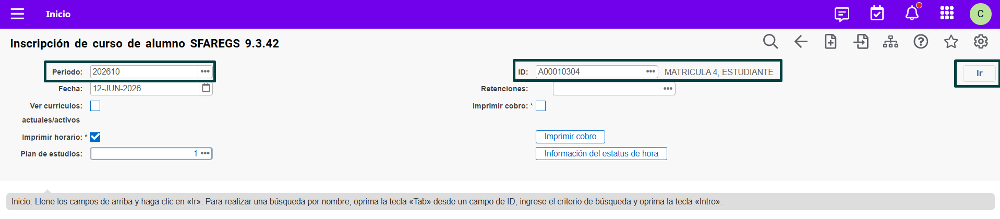 Inicio
C
Inscripción de curso de alumno SFAREGS 9.3.42
Periodo: 202610 ID: A00010304 MATRICULA 4, ESTUDIANTE Ir
Fecha: 12-JUN-2026 Retenciones:
Ver currículos: Imprimir cobro: *
actuales/activos
Imprimir horario: * Imprimir cobro
Plan de estudios: 1 Información del estatus de hora
Inicio: Llene los campos de arriba y haga clic en «Ir». Para realizar una búsqueda por nombre, oprima la tecla «Tab» desde un campo de ID, ingrese el criterio de búsqueda y oprima la tecla «Intro».